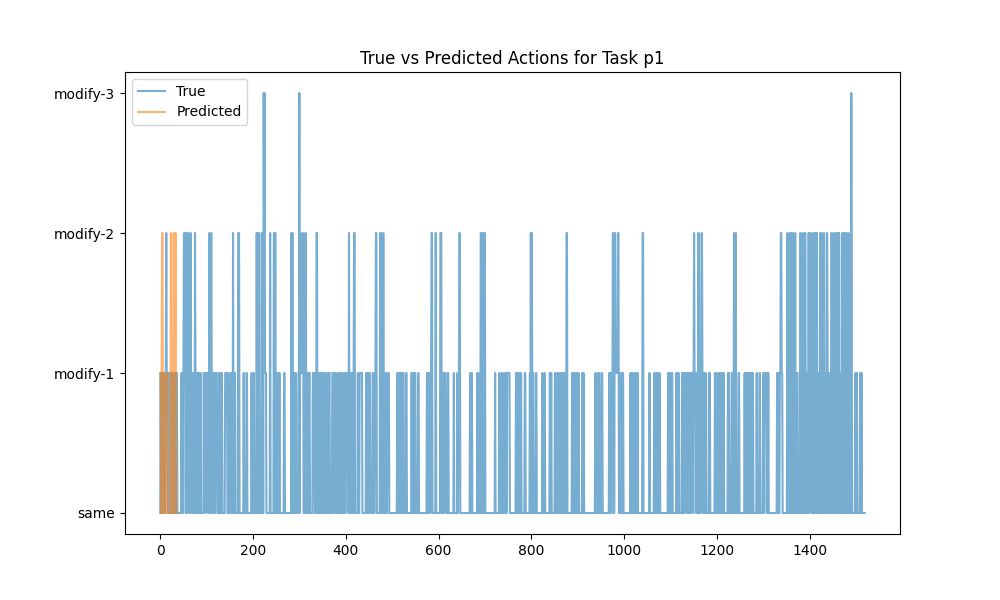 True vs Predicted Actions for Task p1
True
Predicted
modify-3
modify-2
modify-1
same
0 200 400 600 800 1000 1200 1400